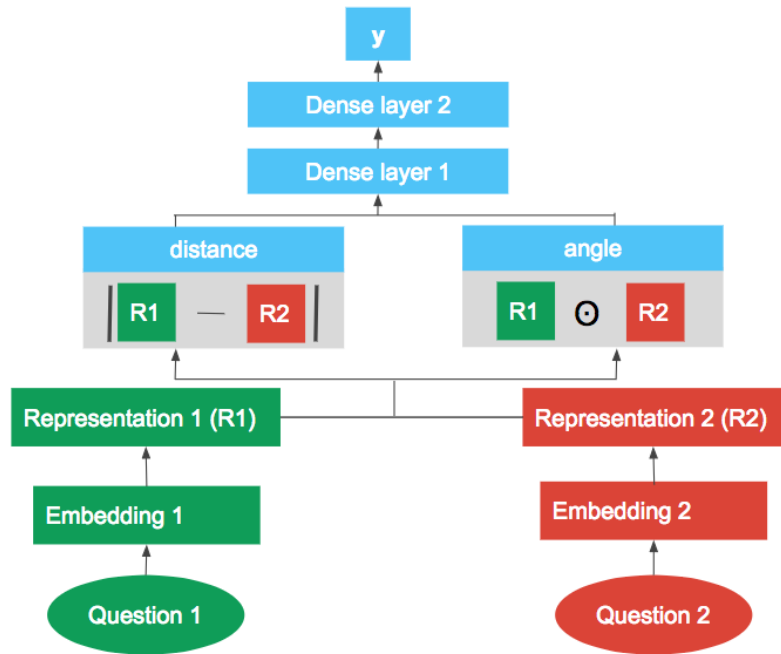 y
Dense layer 2
Dense layer 1
distance
angle
| R1 — R2 |
R1 ⊙ R2
Representation 1 (R1)
Representation 2 (R2)
Embedding 1
Embedding 2
Question 1
Question 2